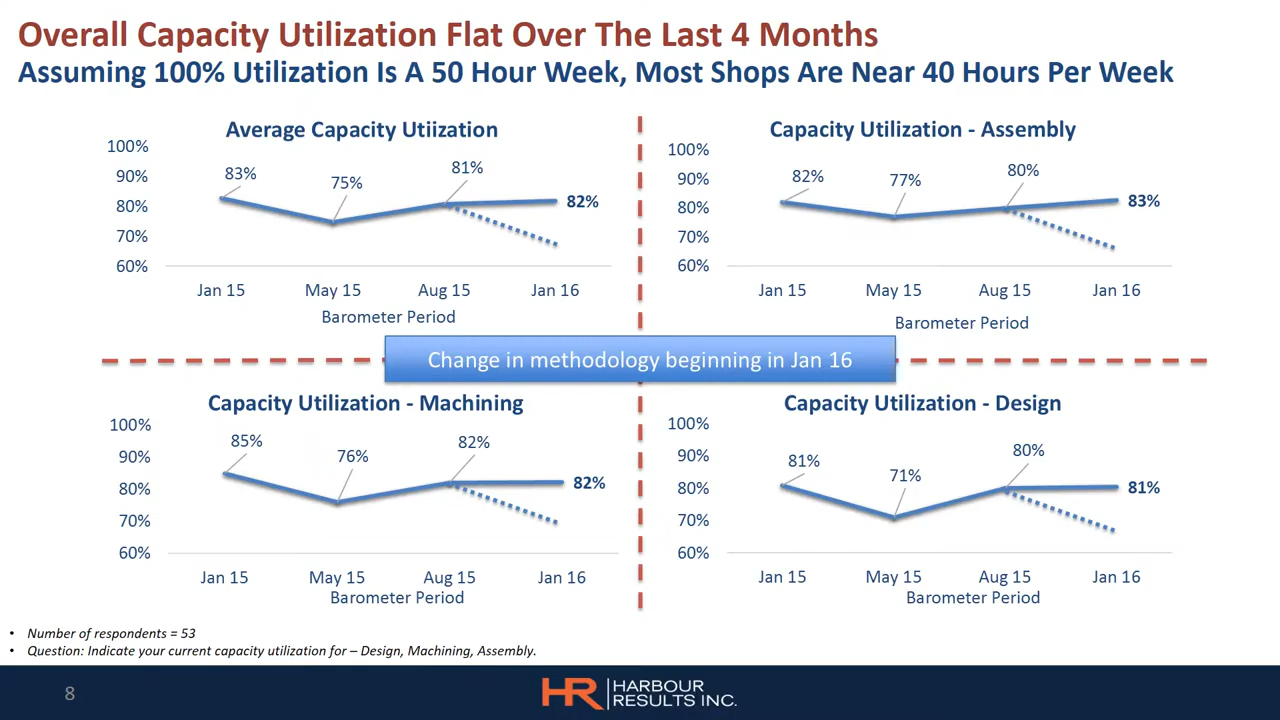 Overall Capacity Utilization Flat Over The Last 4 Months
Assuming 100% Utilization Is A 50 Hour Week, Most Shops Are Near 40 Hours Per Week
Average Capacity Utiization
100%
90%
80%
70%
60%
83%
75%
81%
82%
Jan 15 May 15 Aug 15 Jan 16
Barometer Period
Capacity Utilization - Assembly
100%
90%
80%
70%
60%
82%
77%
80%
83%
Jan 15 May 15 Aug 15 Jan 16
Barometer Period
Change in methodology beginning in Jan 16
Capacity Utilization - Machining
100%
90%
80%
70%
60%
85%
76%
82%
82%
Jan 15 May 15 Aug 15 Jan 16
Barometer Period
Capacity Utilization - Design
100%
90%
80%
70%
60%
81%
71%
80%
81%
Jan 15 May 15 Aug 15 Jan 16
Barometer Period
• Number of respondents = 53
• Question: Indicate your current capacity utilization for – Design, Machining, Assembly.
8
HR HARBOUR
RESULTS INC.